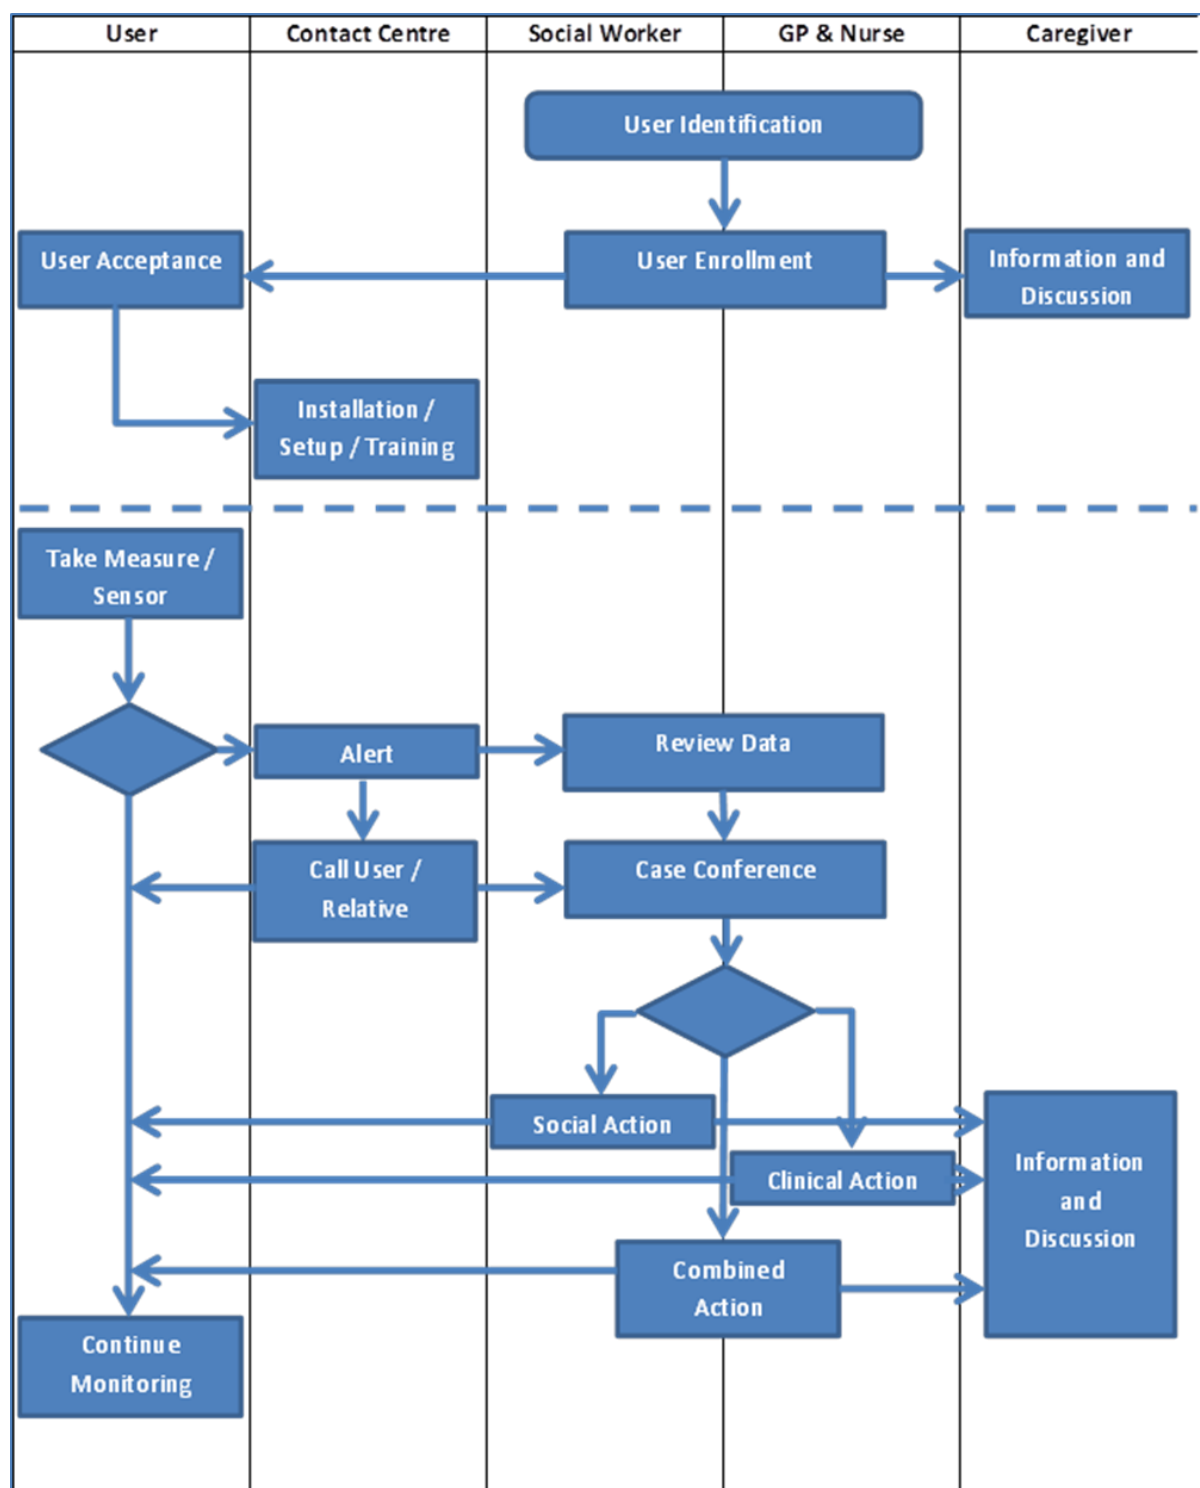 User
Contact Centre
Social Worker
GP & Nurse
Caregiver
User Identification
User Acceptance
User Enrollment
Information and
Discussion
Installation /
Setup / Training
Take Measure /
Sensor
Alert
Review Data
Call User /
Relative
Case Conference
Social Action
Clinical Action
Information
and
Discussion
Combined
Action
Continue
Monitoring